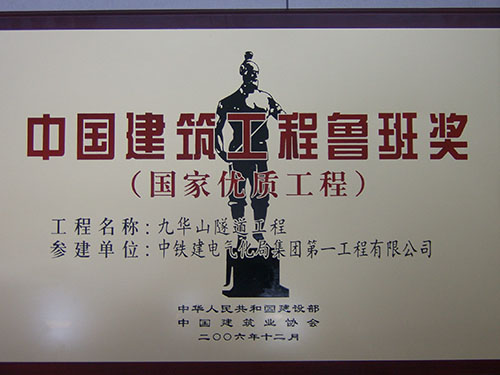 中国建筑工程鲁班奖
（国家优质工程）
工程名称：九华山隧道工程
参建单位：中铁建电气化局集团第一工程有限公司
中华人民共和国建设部
中国建筑业协会
二〇〇六年十二月